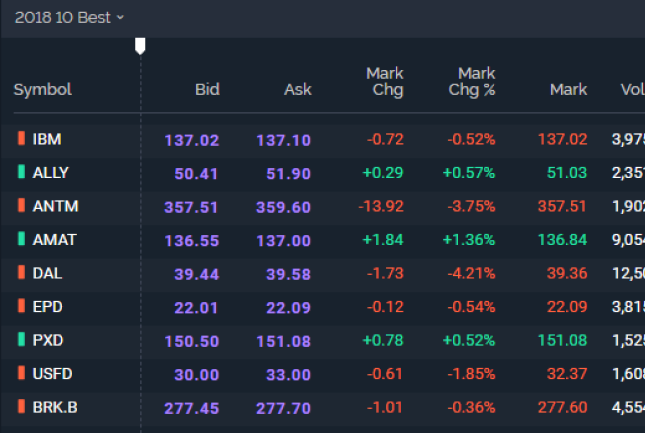 2018 10 Best
Symbol Bid Ask Mark Chg Mark Chg % Mark Vol
IBM 137.02 137.10 -0.72 -0.52% 137.02 3,975
ALLY 50.41 51.90 +0.29 +0.57% 51.03 2,351
ANTM 357.51 359.60 -13.92 -3.75% 357.51 1,902
AMAT 136.55 137.00 +1.84 +1.36% 136.84 9,054
DAL 39.44 39.58 -1.73 -4.21% 39.36 12,50
EPD 22.01 22.09 -0.12 -0.54% 22.09 3,815
PXD 150.50 151.08 +0.78 +0.52% 151.08 1,525
USFD 30.00 33.00 -0.61 -1.85% 32.37 1,608
BRK.B 277.45 277.70 -1.01 -0.36% 277.60 4,554